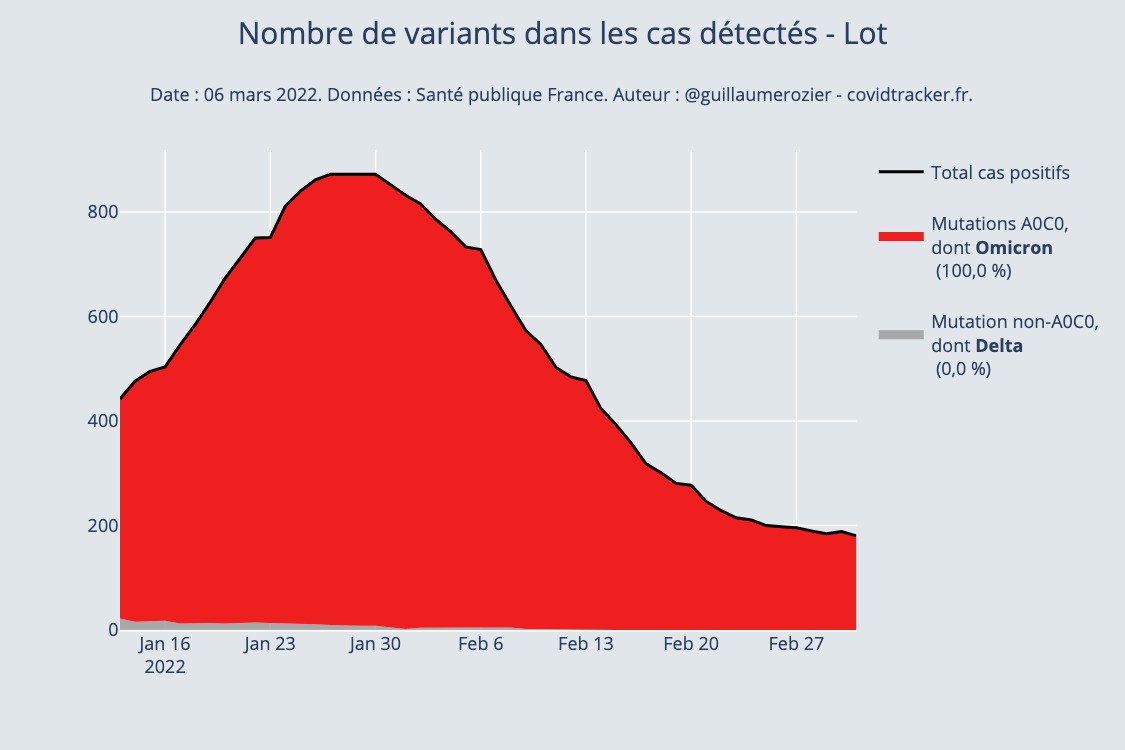 Nombre de variants dans les cas détectés - Lot
Date : 06 mars 2022. Données : Santé publique France. Auteur : @guillaumerozier - covidtracker.fr.
Total cas positifs
Mutations A0C0,
dont Omicron
(100,0 %)
Mutation non-A0C0,
dont Delta
(0,0 %)
800
600
400
200
0
Jan 16
2022
Jan 23
Jan 30
Feb 6
Feb 13
Feb 20
Feb 27